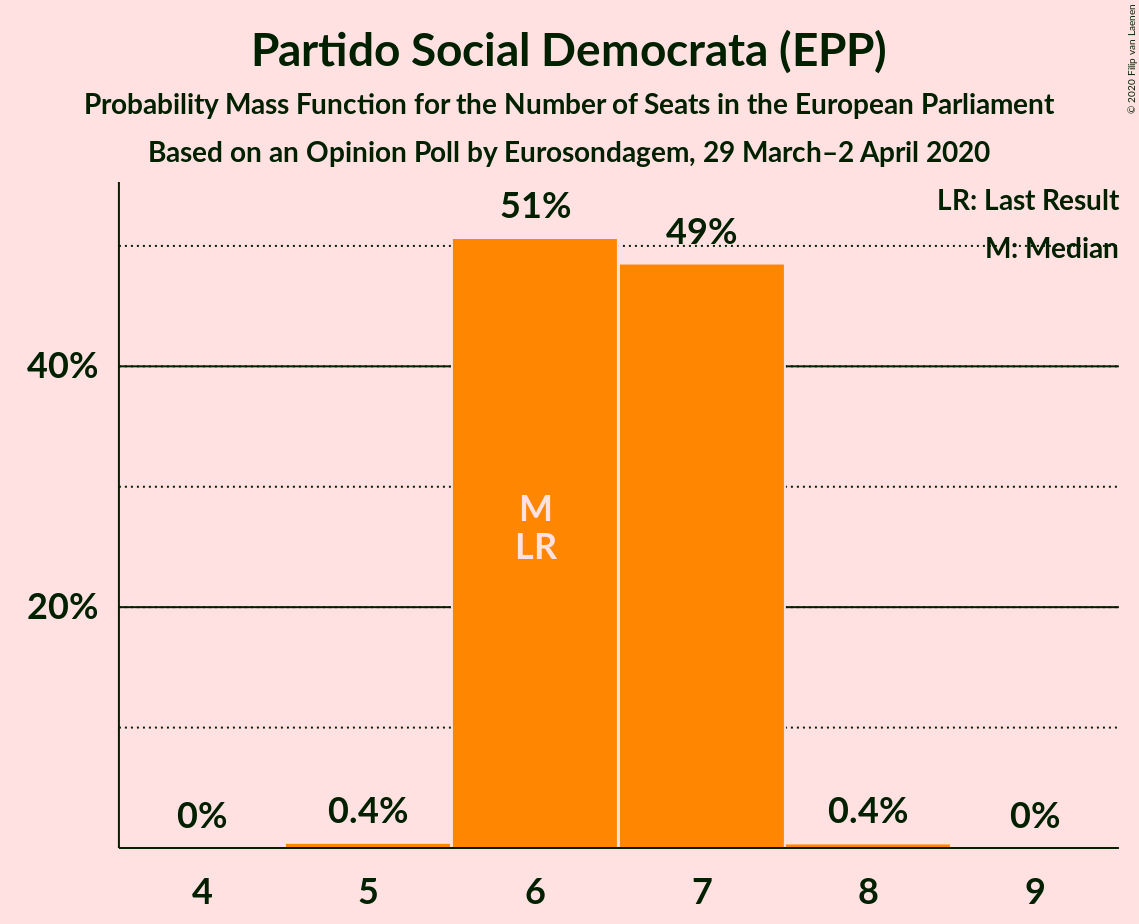 Partido Social Democrata (EPP)
Probability Mass Function for the Number of Seats in the European Parliament
Based on an Opinion Poll by Eurosondagem, 29 March–2 April 2020
© 2020 Filip van Laenen
LR: Last Result
M: Median
51%
49%
40%
20%
M
LR
0%
0.4%
0.4%
0%
4
5
6
7
8
9